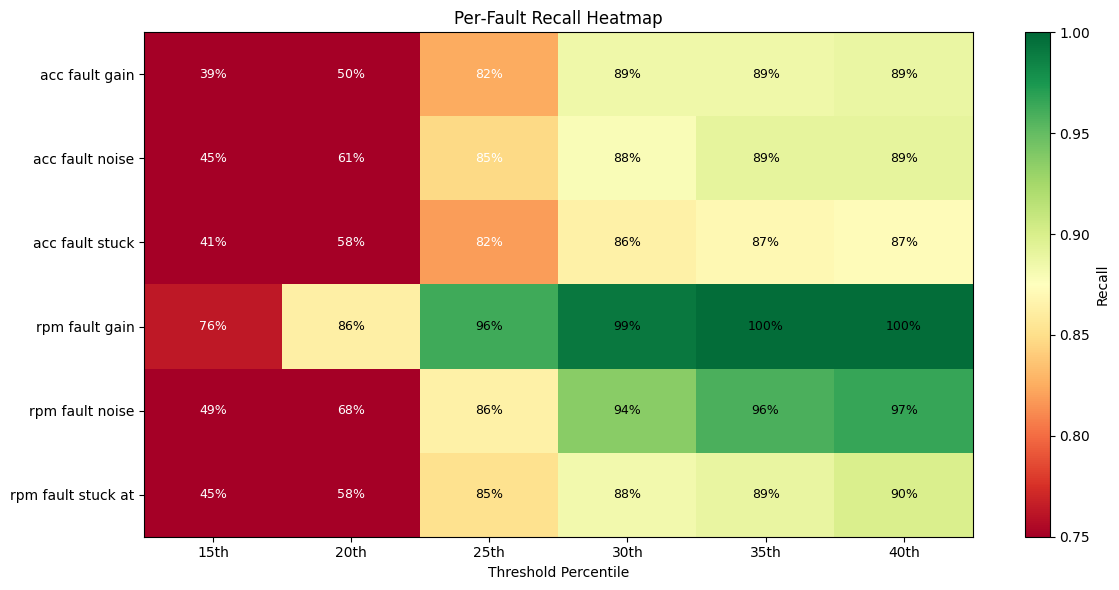 Per-Fault Recall Heatmap
acc fault gain 39% 50% 82% 89% 89% 89%
acc fault noise 45% 61% 85% 88% 89% 89%
acc fault stuck 41% 58% 82% 86% 87% 87%
rpm fault gain 76% 86% 96% 99% 100% 100%
rpm fault noise 49% 68% 86% 94% 96% 97%
rpm fault stuck at 45% 58% 85% 88% 89% 90%
15th 20th 25th 30th 35th 40th
Threshold Percentile
1.00
0.95
0.90
0.85
0.80
0.75
Recall